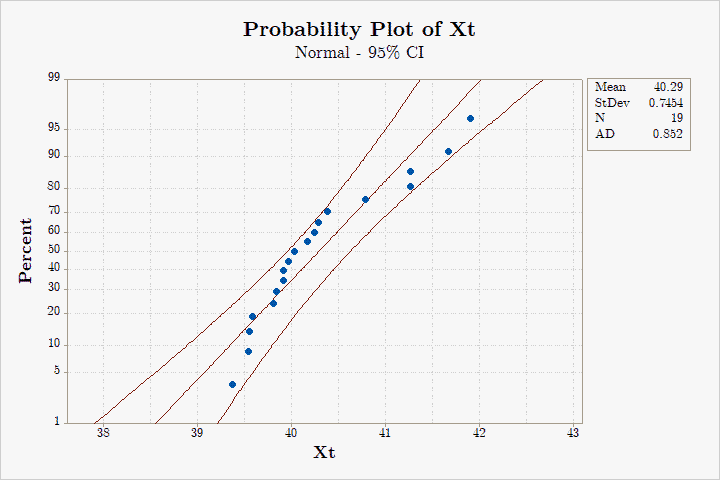 Probability Plot of Xt
Normal - 95% CI
99
95
90
80
70
60
50
40
30
20
10
5
1
Percent
38 39 40 41 42 43
Xt
Mean 40.29
StDev 0.7454
N 19
AD 0.852